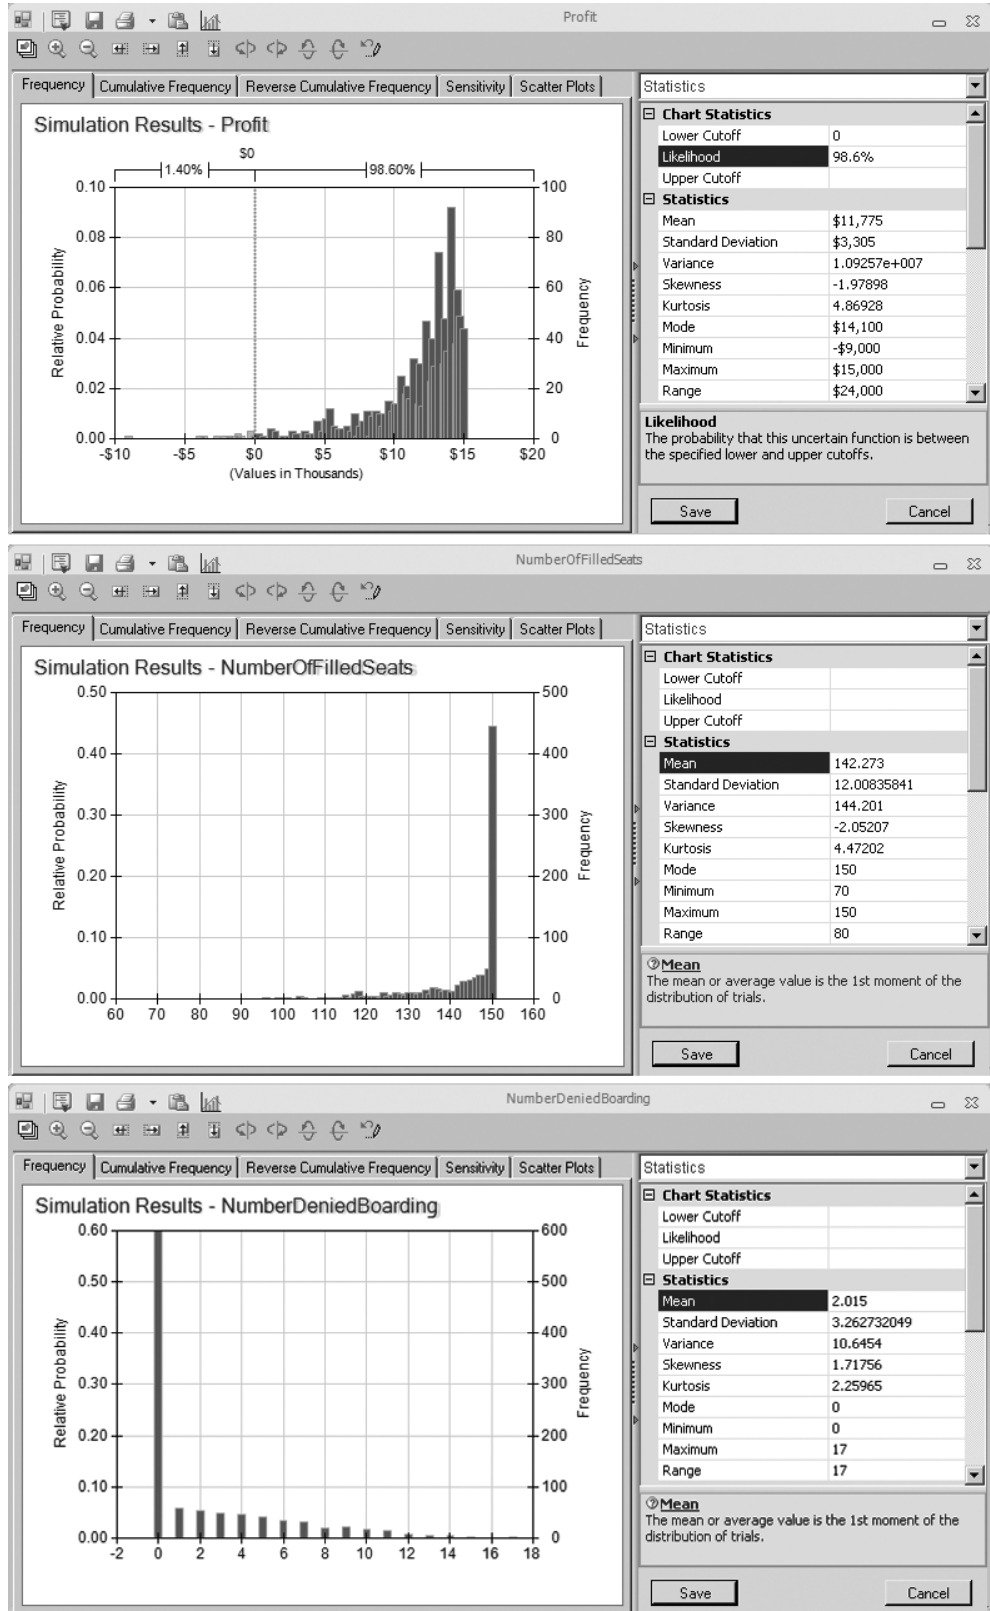 Profit
Frequency Cumulative Frequency Reverse Cumulative Frequency Sensitivity Scatter Plots
Simulation Results - Profit
$0
1.40% 98.60%
0.10 100
0.08 80
0.06 60
0.04 40
0.02 20
0.00 0
Relative Probability
Frequency
-$10 -$5 $0 $5 $10 $15 $20
(Values in Thousands)
Statistics
Chart Statistics
Lower Cutoff 0
Likelihood 98.6%
Upper Cutoff
Statistics
Mean $11,775
Standard Deviation $3,305
Variance 1.09257e+007
Skewness -1.97898
Kurtosis 4.86928
Mode $14,100
Minimum -$9,000
Maximum $15,000
Range $24,000
Likelihood
The probability that this uncertain function is between
the specified lower and upper cutoffs.
Save Cancel
NumberOfFilledSeats
Frequency Cumulative Frequency Reverse Cumulative Frequency Sensitivity Scatter Plots
Simulation Results - NumberOfFilledSeats
0.50 500
0.40 400
0.30 300
0.20 200
0.10 100
0.00 0
Relative Probability
Frequency
60 70 80 90 100 110 120 130 140 150 160
Statistics
Chart Statistics
Lower Cutoff
Likelihood
Upper Cutoff
Statistics
Mean 142.273
Standard Deviation 12.00835841
Variance 144.201
Skewness -2.05207
Kurtosis 4.47202
Mode 150
Minimum 70
Maximum 150
Range 80
Mean
The mean or average value is the 1st moment of the
distribution of trials.
Save Cancel
NumberDeniedBoarding
Frequency Cumulative Frequency Reverse Cumulative Frequency Sensitivity Scatter Plots
Simulation Results - NumberDeniedBoarding
0.60 600
0.50 500
0.40 400
0.30 300
0.20 200
0.10 100
0.00 0
Relative Probability
Frequency
-2 0 2 4 6 8 10 12 14 16 18
Statistics
Chart Statistics
Lower Cutoff
Likelihood
Upper Cutoff
Statistics
Mean 2.015
Standard Deviation 3.262732049
Variance 10.6454
Skewness 1.71756
Kurtosis 2.25965
Mode 0
Minimum 0
Maximum 17
Range 17
Mean
The mean or average value is the 1st moment of the
distribution of trials.
Save Cancel